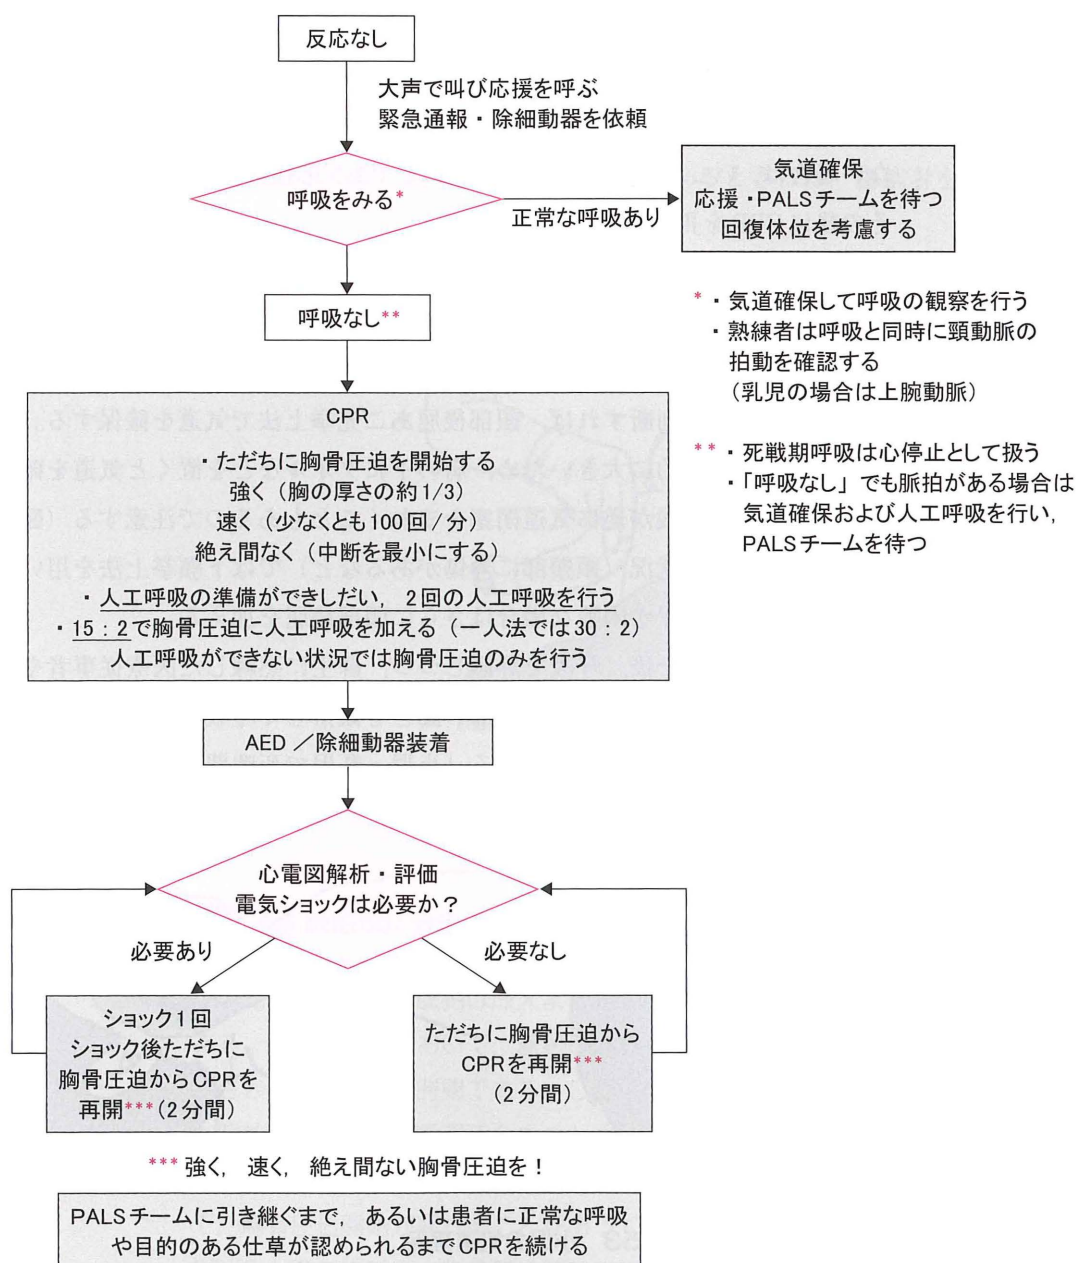 反応なし
大声で叫び応援を呼ぶ
緊急通報・除細動器を依頼
呼吸をみる*
正常な呼吸あり
気道確保
応援・PALSチームを待つ
回復体位を考慮する
呼吸なし**
*・気道確保して呼吸の観察を行う
・熟練者は呼吸と同時に頸動脈の
拍動を確認する
（乳児の場合は上腕動脈）
**・死戦期呼吸は心停止として扱う
・「呼吸なし」でも脈拍がある場合は
気道確保および人工呼吸を行い，
PALSチームを待つ
CPR
・ただちに胸骨圧迫を開始する
強く（胸の厚さの約1/3）
速く（少なくとも100回/分）
絶え間なく（中断を最小にする）
・人工呼吸の準備ができしだい，2回の人工呼吸を行う
・15：2で胸骨圧迫に人工呼吸を加える（一人法では30：2）
人工呼吸ができない状況では胸骨圧迫のみを行う
AED／除細動器装着
心電図解析・評価
電気ショックは必要か？
必要あり
必要なし
ショック1回
ショック後ただちに
胸骨圧迫からCPRを
再開***(2分間)
ただちに胸骨圧迫から
CPRを再開***
(2分間)
***強く，速く，絶え間ない胸骨圧迫を！
PALSチームに引き継ぐまで，あるいは患者に正常な呼吸
や目的のある仕草が認められるまでCPRを続ける